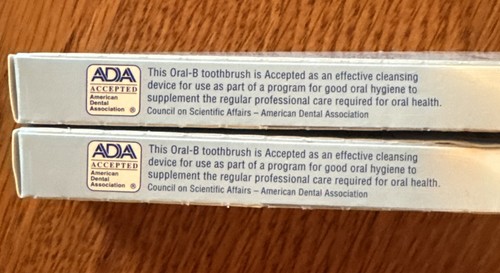 ADA
ACCEPTED
American
Dental
Association ®
This Oral-B toothbrush is Accepted as an effective cleansing
device for use as part of a program for good oral hygiene to
supplement the regular professional care required for oral health.
Council on Scientific Affairs – American Dental Association
ADA
ACCEPTED
American
Dental
Association ®
This Oral-B toothbrush is Accepted as an effective cleansing
device for use as part of a program for good oral hygiene to
supplement the regular professional care required for oral health.
Council on Scientific Affairs – American Dental Association